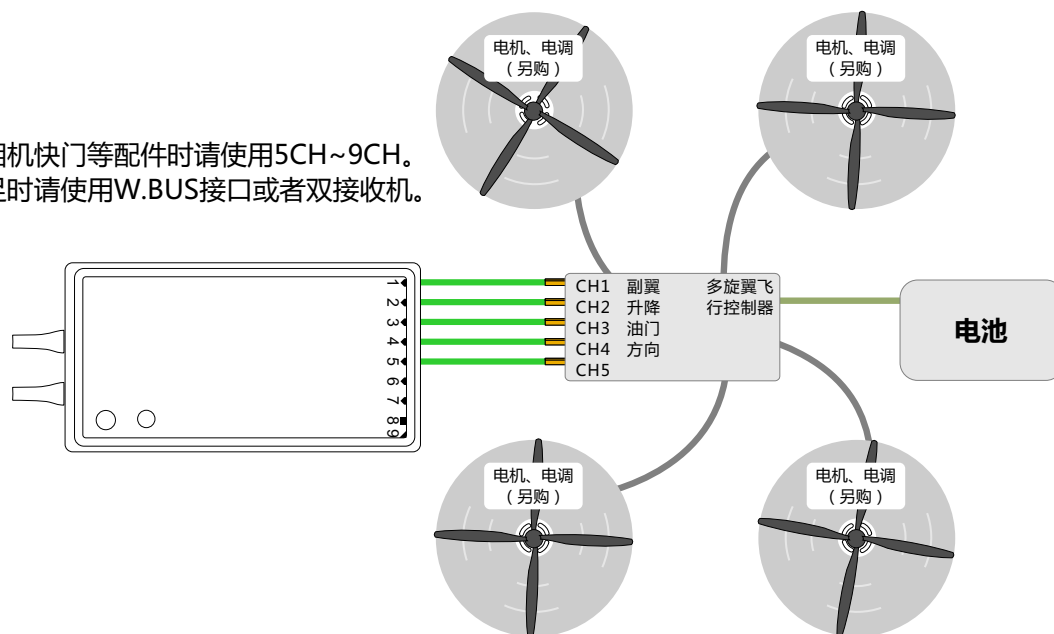 电机、电调
（另购）
电机、电调
（另购）
相机快门等配件时请使用5CH~9CH。
时请使用W.BUS接口或者双接收机。
1
2
3
4
5
6
7
8
9
CH1 副翼
CH2 升降
CH3 油门
CH4 方向
CH5
多旋翼飞
行控制器
电池
电机、电调
（另购）
电机、电调
（另购）